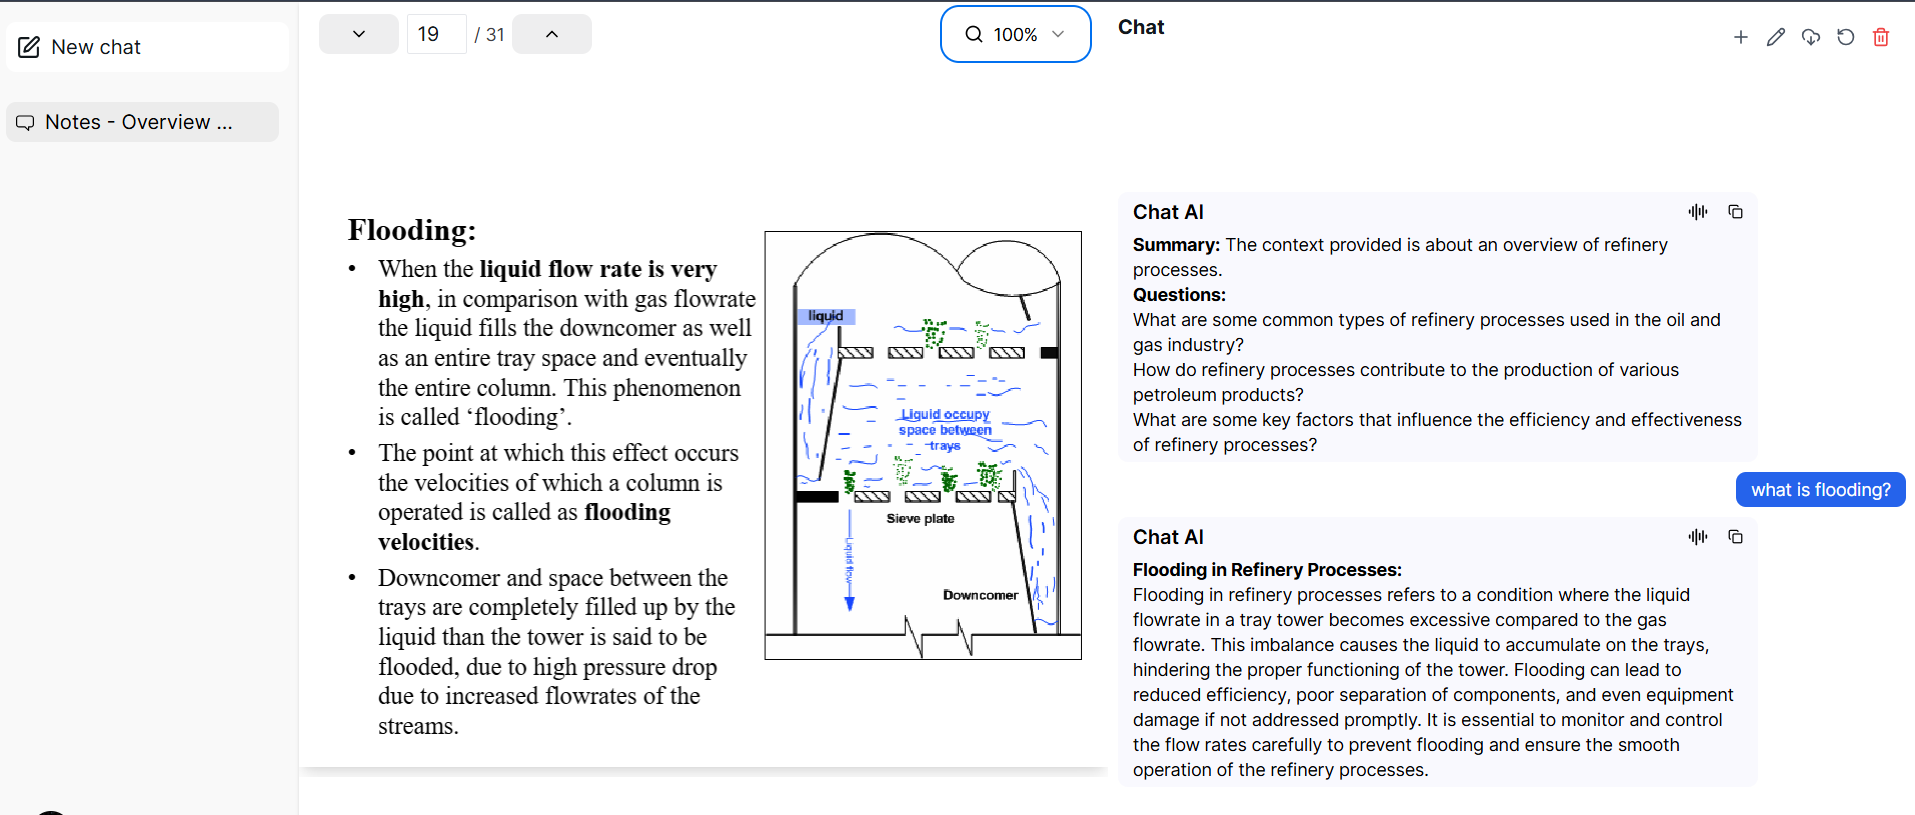 New chat
Notes - Overview ...
19 / 31
100%
Flooding:
• When the liquid flow rate is very
high, in comparison with gas flowrate
the liquid fills the downcomer as well
as an entire tray space and eventually
the entire column. This phenomenon
is called ‘flooding’.
• The point at which this effect occurs
the velocities of which a column is
operated is called as flooding
velocities.
• Downcomer and space between the
trays are completely filled up by the
liquid than the tower is said to be
flooded, due to high pressure drop
due to increased flowrates of the
streams.
liquid
Liquid occupy
space between
trays
Sieve plate
Liquid flow
Downcomer
Chat
Chat AI
Summary: The context provided is about an overview of refinery
processes.
Questions:
What are some common types of refinery processes used in the oil and
gas industry?
How do refinery processes contribute to the production of various
petroleum products?
What are some key factors that influence the efficiency and effectiveness
of refinery processes?
what is flooding?
Chat AI
Flooding in Refinery Processes:
Flooding in refinery processes refers to a condition where the liquid
flowrate in a tray tower becomes excessive compared to the gas
flowrate. This imbalance causes the liquid to accumulate on the trays,
hindering the proper functioning of the tower. Flooding can lead to
reduced efficiency, poor separation of components, and even equipment
damage if not addressed promptly. It is essential to monitor and control
the flow rates carefully to prevent flooding and ensure the smooth
operation of the refinery processes.